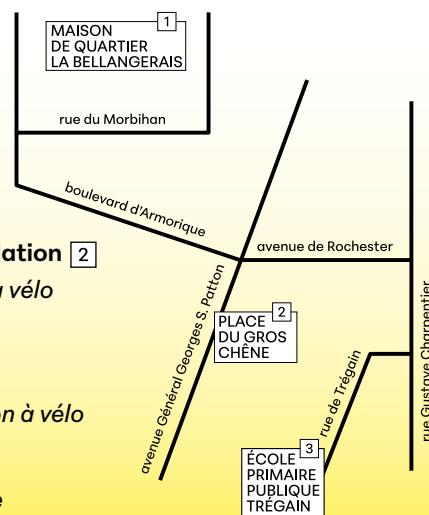 1
MAISON
DE QUARTIER
LA BELLANGERAIS
rue du Morbihan
boulevard d'Armorique
avenue de Rochester
lation 2
vélo
avenue Général Georges S. Patton
2
PLACE
DU GROS
CHÊNE
rue Gustave Charpentier
rue de Trégain
n à vélo
3
ÉCOLE
PRIMAIRE
PUBLIQUE
TRÉGAIN